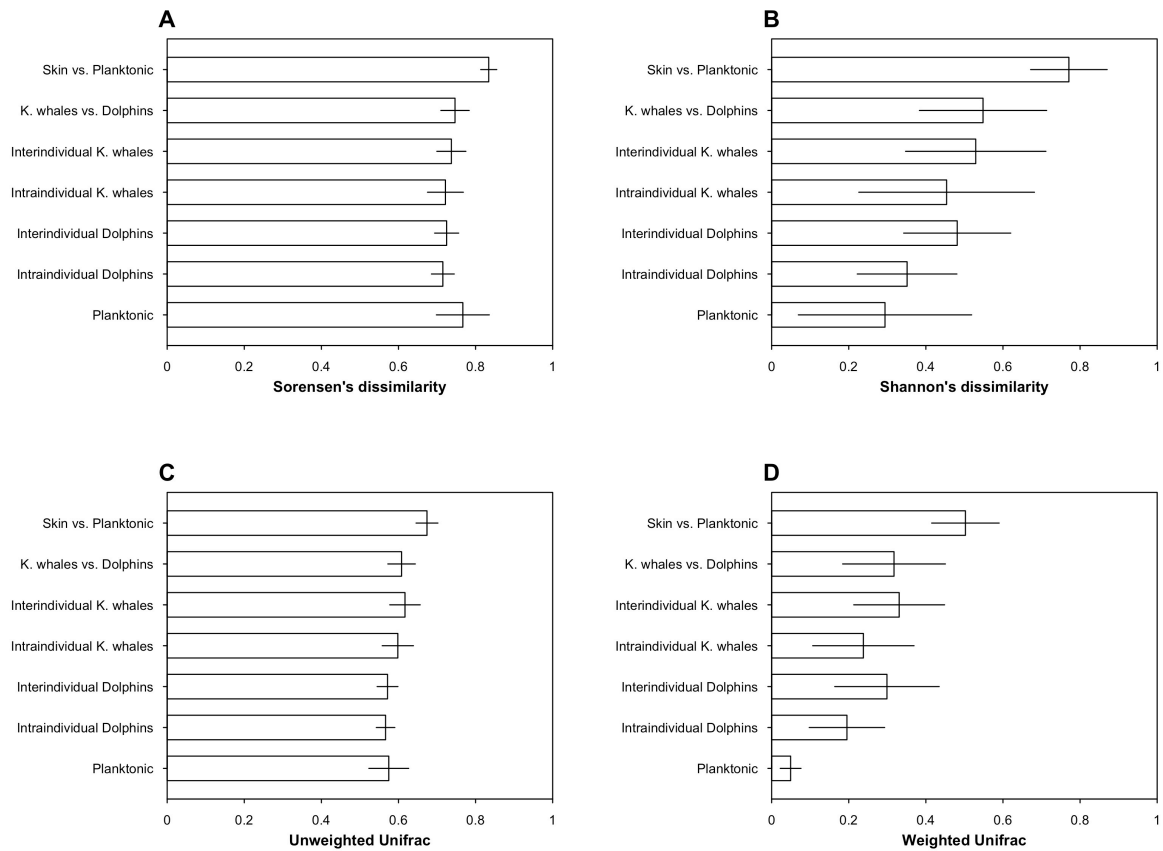 A
Skin vs. Planktonic
K. whales vs. Dolphins
Interindividual K. whales
Intraindividual K. whales
Interindividual Dolphins
Intraindividual Dolphins
Planktonic
0 0.2 0.4 0.6 0.8 1
Sorensen's dissimilarity
B
Skin vs. Planktonic
K. whales vs. Dolphins
Interindividual K. whales
Intraindividual K. whales
Interindividual Dolphins
Intraindividual Dolphins
Planktonic
0 0.2 0.4 0.6 0.8 1
Shannon's dissimilarity
C
Skin vs. Planktonic
K. whales vs. Dolphins
Interindividual K. whales
Intraindividual K. whales
Interindividual Dolphins
Intraindividual Dolphins
Planktonic
0 0.2 0.4 0.6 0.8 1
Unweighted Unifrac
D
Skin vs. Planktonic
K. whales vs. Dolphins
Interindividual K. whales
Intraindividual K. whales
Interindividual Dolphins
Intraindividual Dolphins
Planktonic
0 0.2 0.4 0.6 0.8 1
Weighted Unifrac